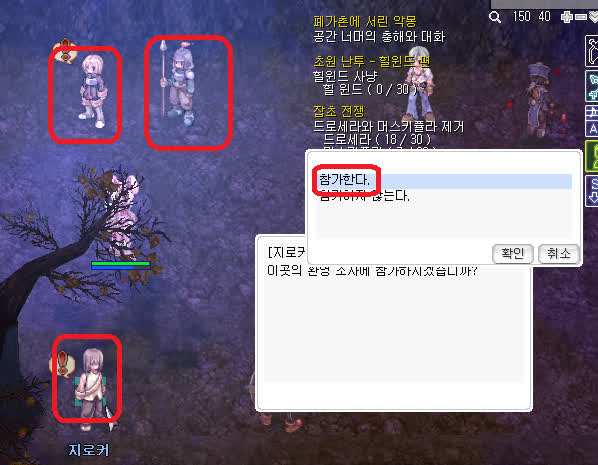 150 40
폐가촌에 서린 악몽
공간 너머의 충해와 대화
초원 난투 - 힐윈드 편
힐윈드 사냥
힐 윈드 ( 0 / 30 )
잡초 전쟁
드로세라와 머스키플라 제거
드로세라 ( 18 / 30 )
참가한다.
참가하지 않는다.
확인 취소
[지로커
이곳의 환영 조사에 참가하시겠습니까?
지로커